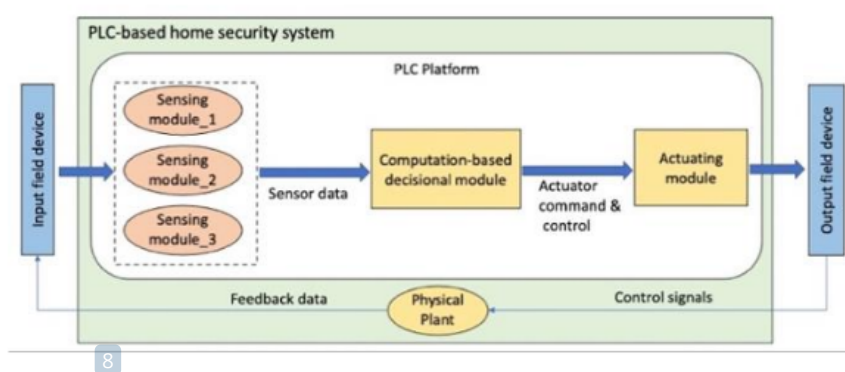 PLC-based home security system
PLC Platform
Input field device
Sensing
module_1
Sensing
module_2
Sensing
module_3
Sensor data
Computation-based
decisional module
Actuator
command &
control
Actuating
module
Output field device
Feedback data
Physical
Plant
Control signals
8